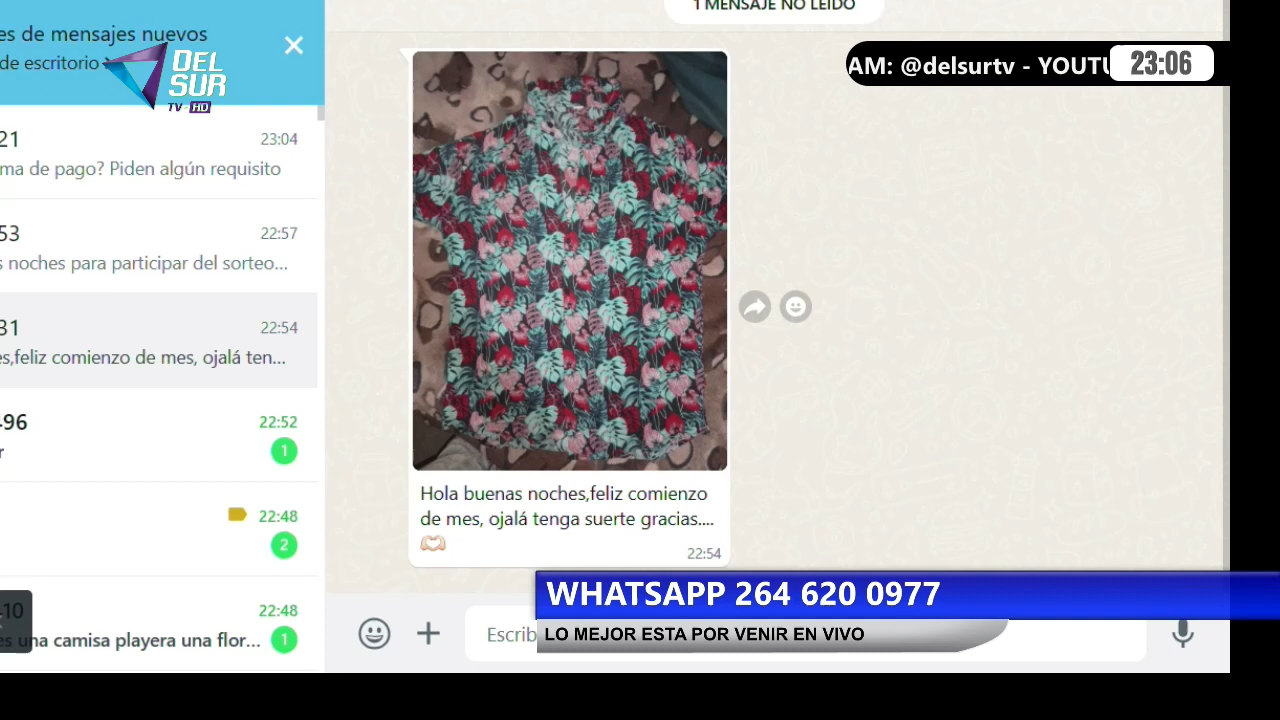 1 MENSAJE NO LEÍDO
es de mensajes nuevos
de escritorio
DEL
SUR
TV HD
AM: @delsurtv - YOUTU
23:06
21
23:04
ma de pago? Piden algún requisito
53
22:57
s noches para participar del sorteo...
31
22:54
es,feliz comienzo de mes, ojalá ten...
496
22:52
r
1
22:48
2
10
22:48
es una camisa playera una flor...
1
Hola buenas noches,feliz comienzo
de mes, ojalá tenga suerte gracias....
🫶🏻
22:54
Escrib
WHATSAPP 264 620 0977
LO MEJOR ESTA POR VENIR EN VIVO